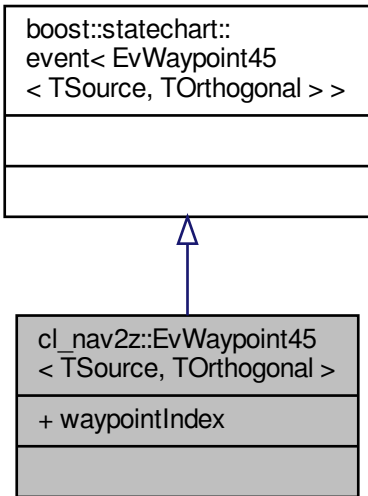 boost::statechart::
event< EvWaypoint45
< TSource, TOrthogonal > >
cl_nav2z::EvWaypoint45
< TSource, TOrthogonal >
+ waypointIndex